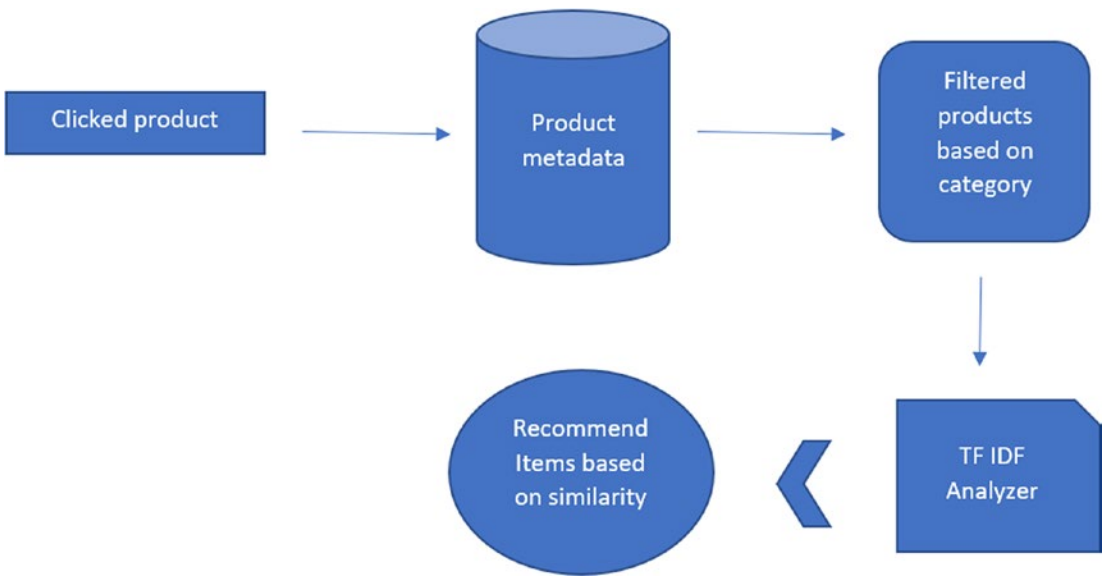 Clicked product
Product
metadata
Filtered
products
based on
category
TF IDF
Analyzer
Recommend
Items based
on similarity